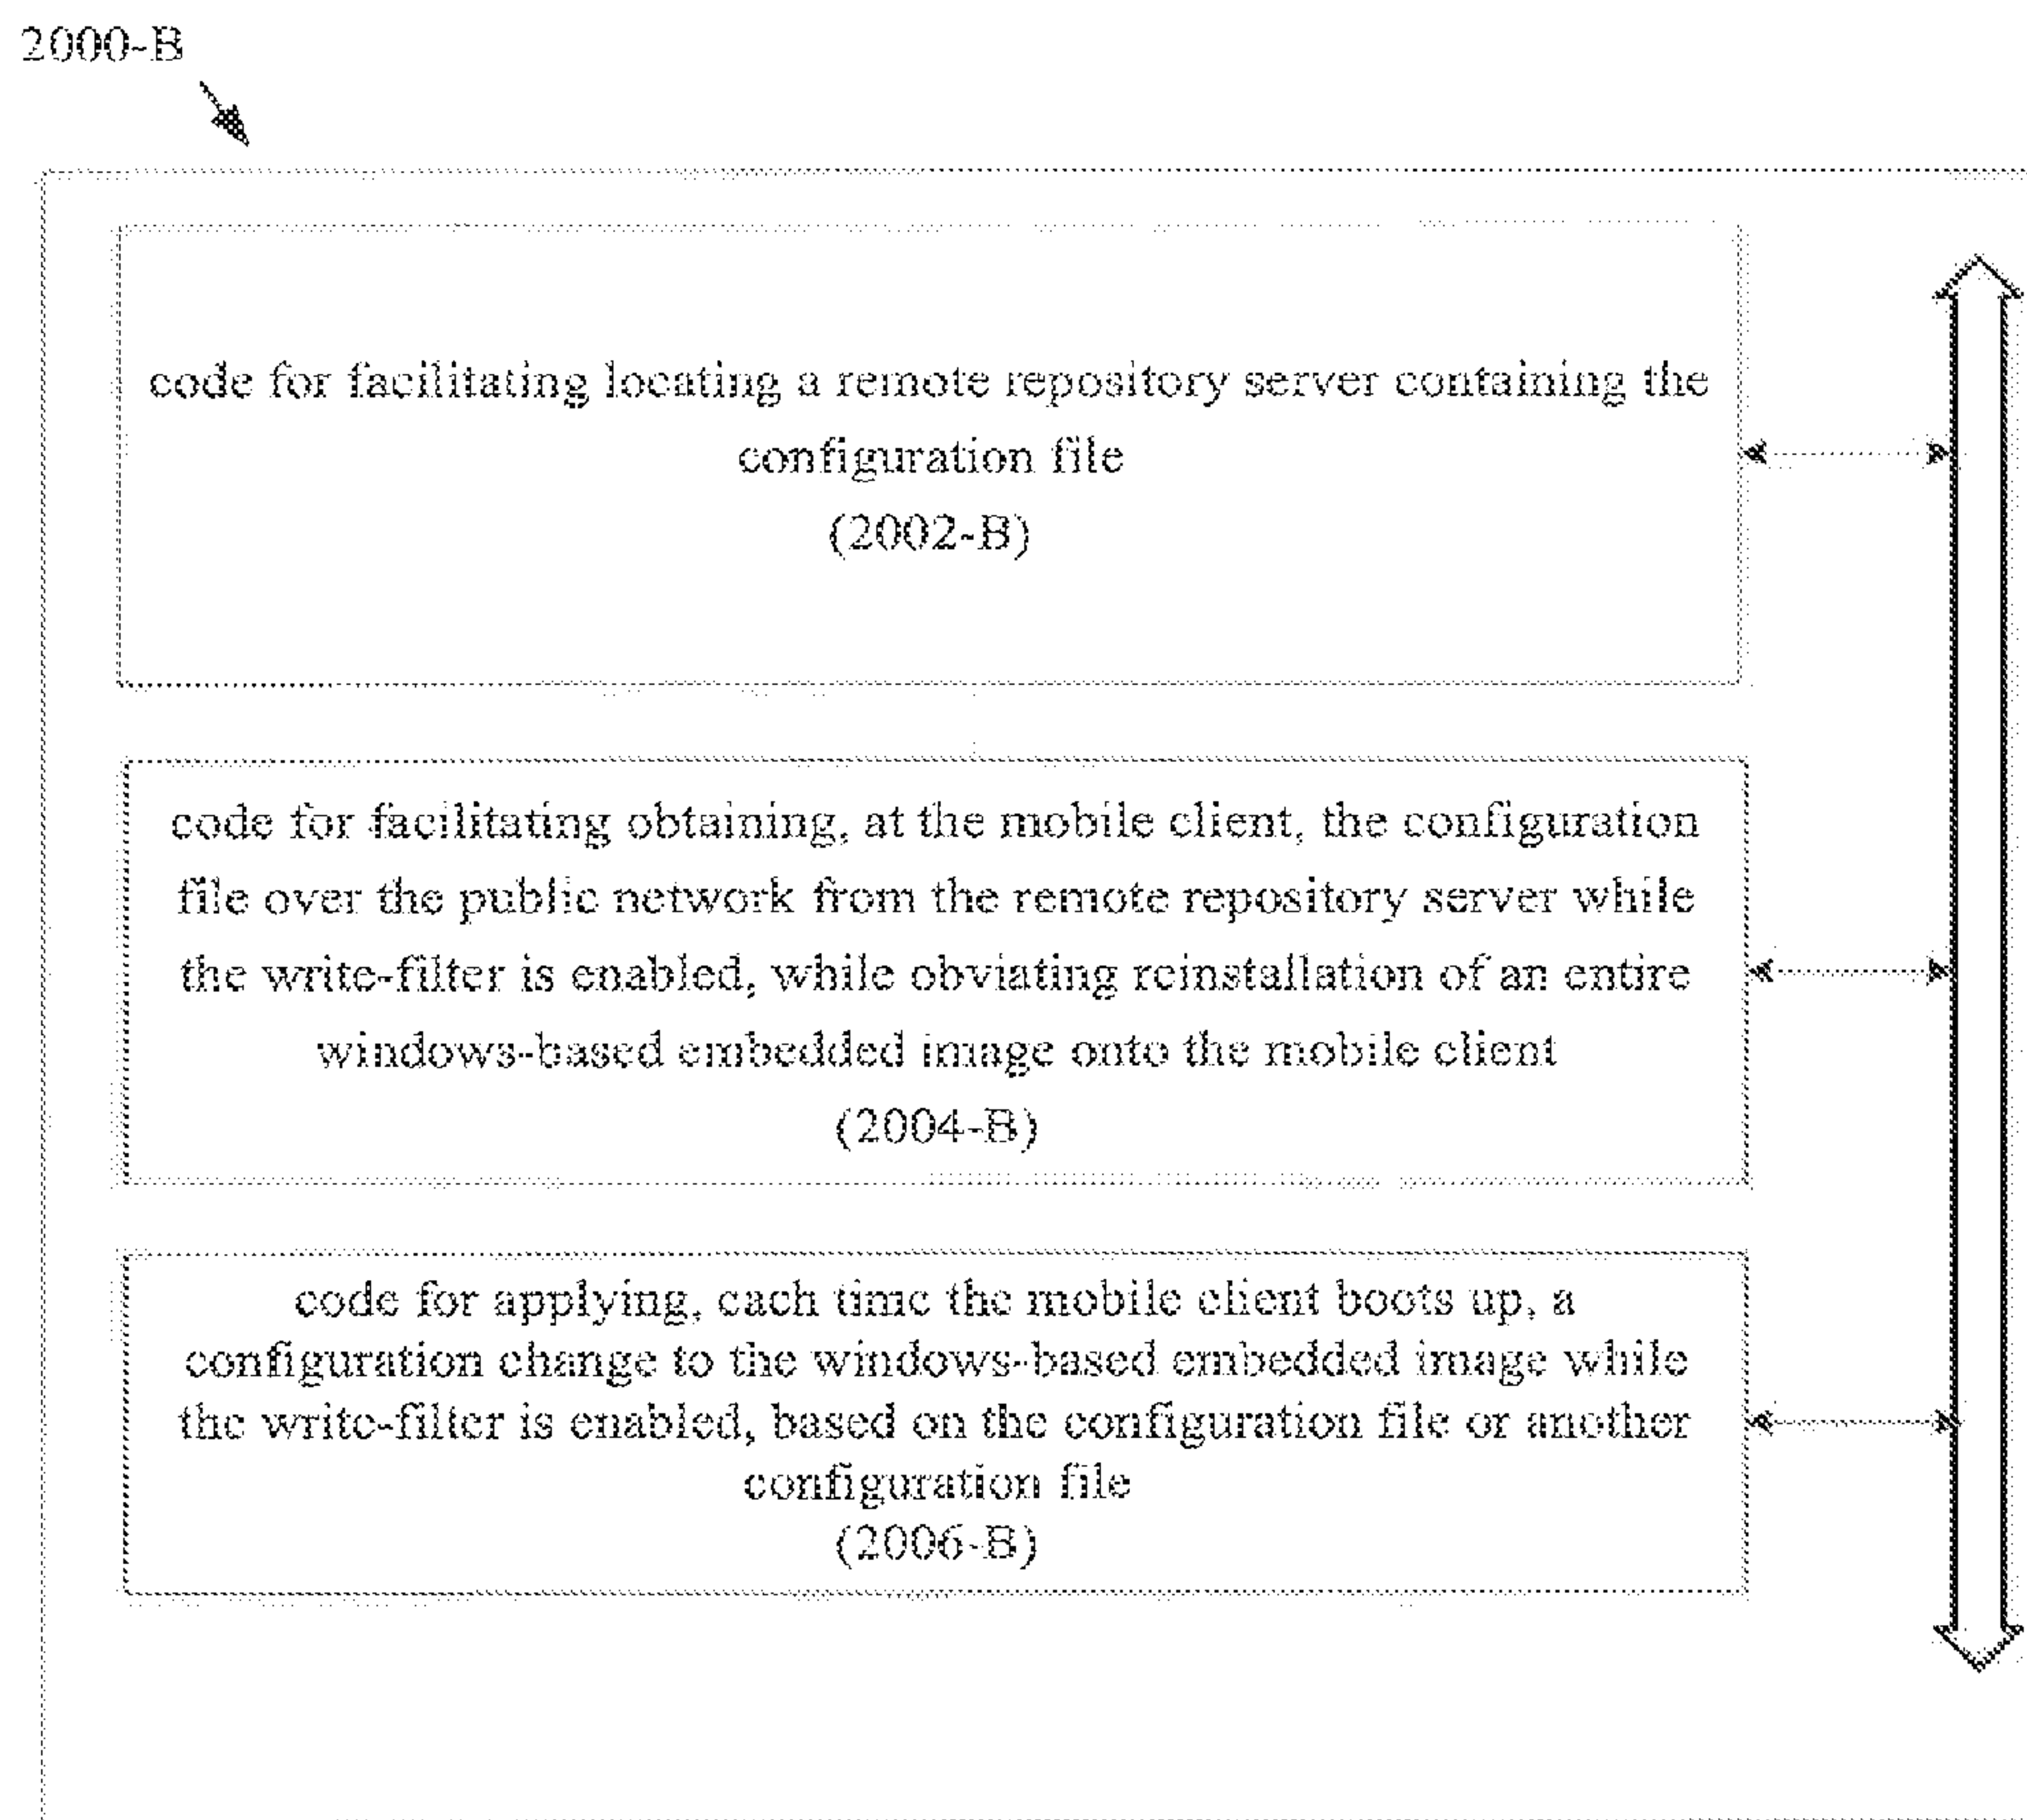 2000-B
code for facilitating locating a remote repository server containing the
configuration file
(2002-B)
code for facilitating obtaining, at the mobile client, the configuration
file over the public network from the remote repository server while
the write-filter is enabled, while obviating reinstallation of an entire
windows-based embedded image onto the mobile client
(2004-B)
code for applying, each time the mobile client boots up, a
configuration change to the windows-based embedded image while
the write-filter is enabled, based on the configuration file or another
configuration file
(2006-B)